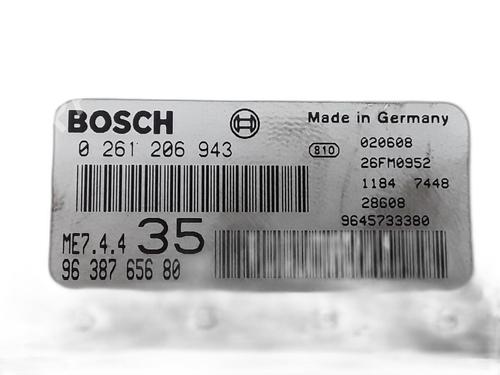 BOSCH
Made in Germany
0 261 206 943
810
020608
26FM0952
1184 7448
28608
9645733380
ME7.4.4 35
96 387 656 80